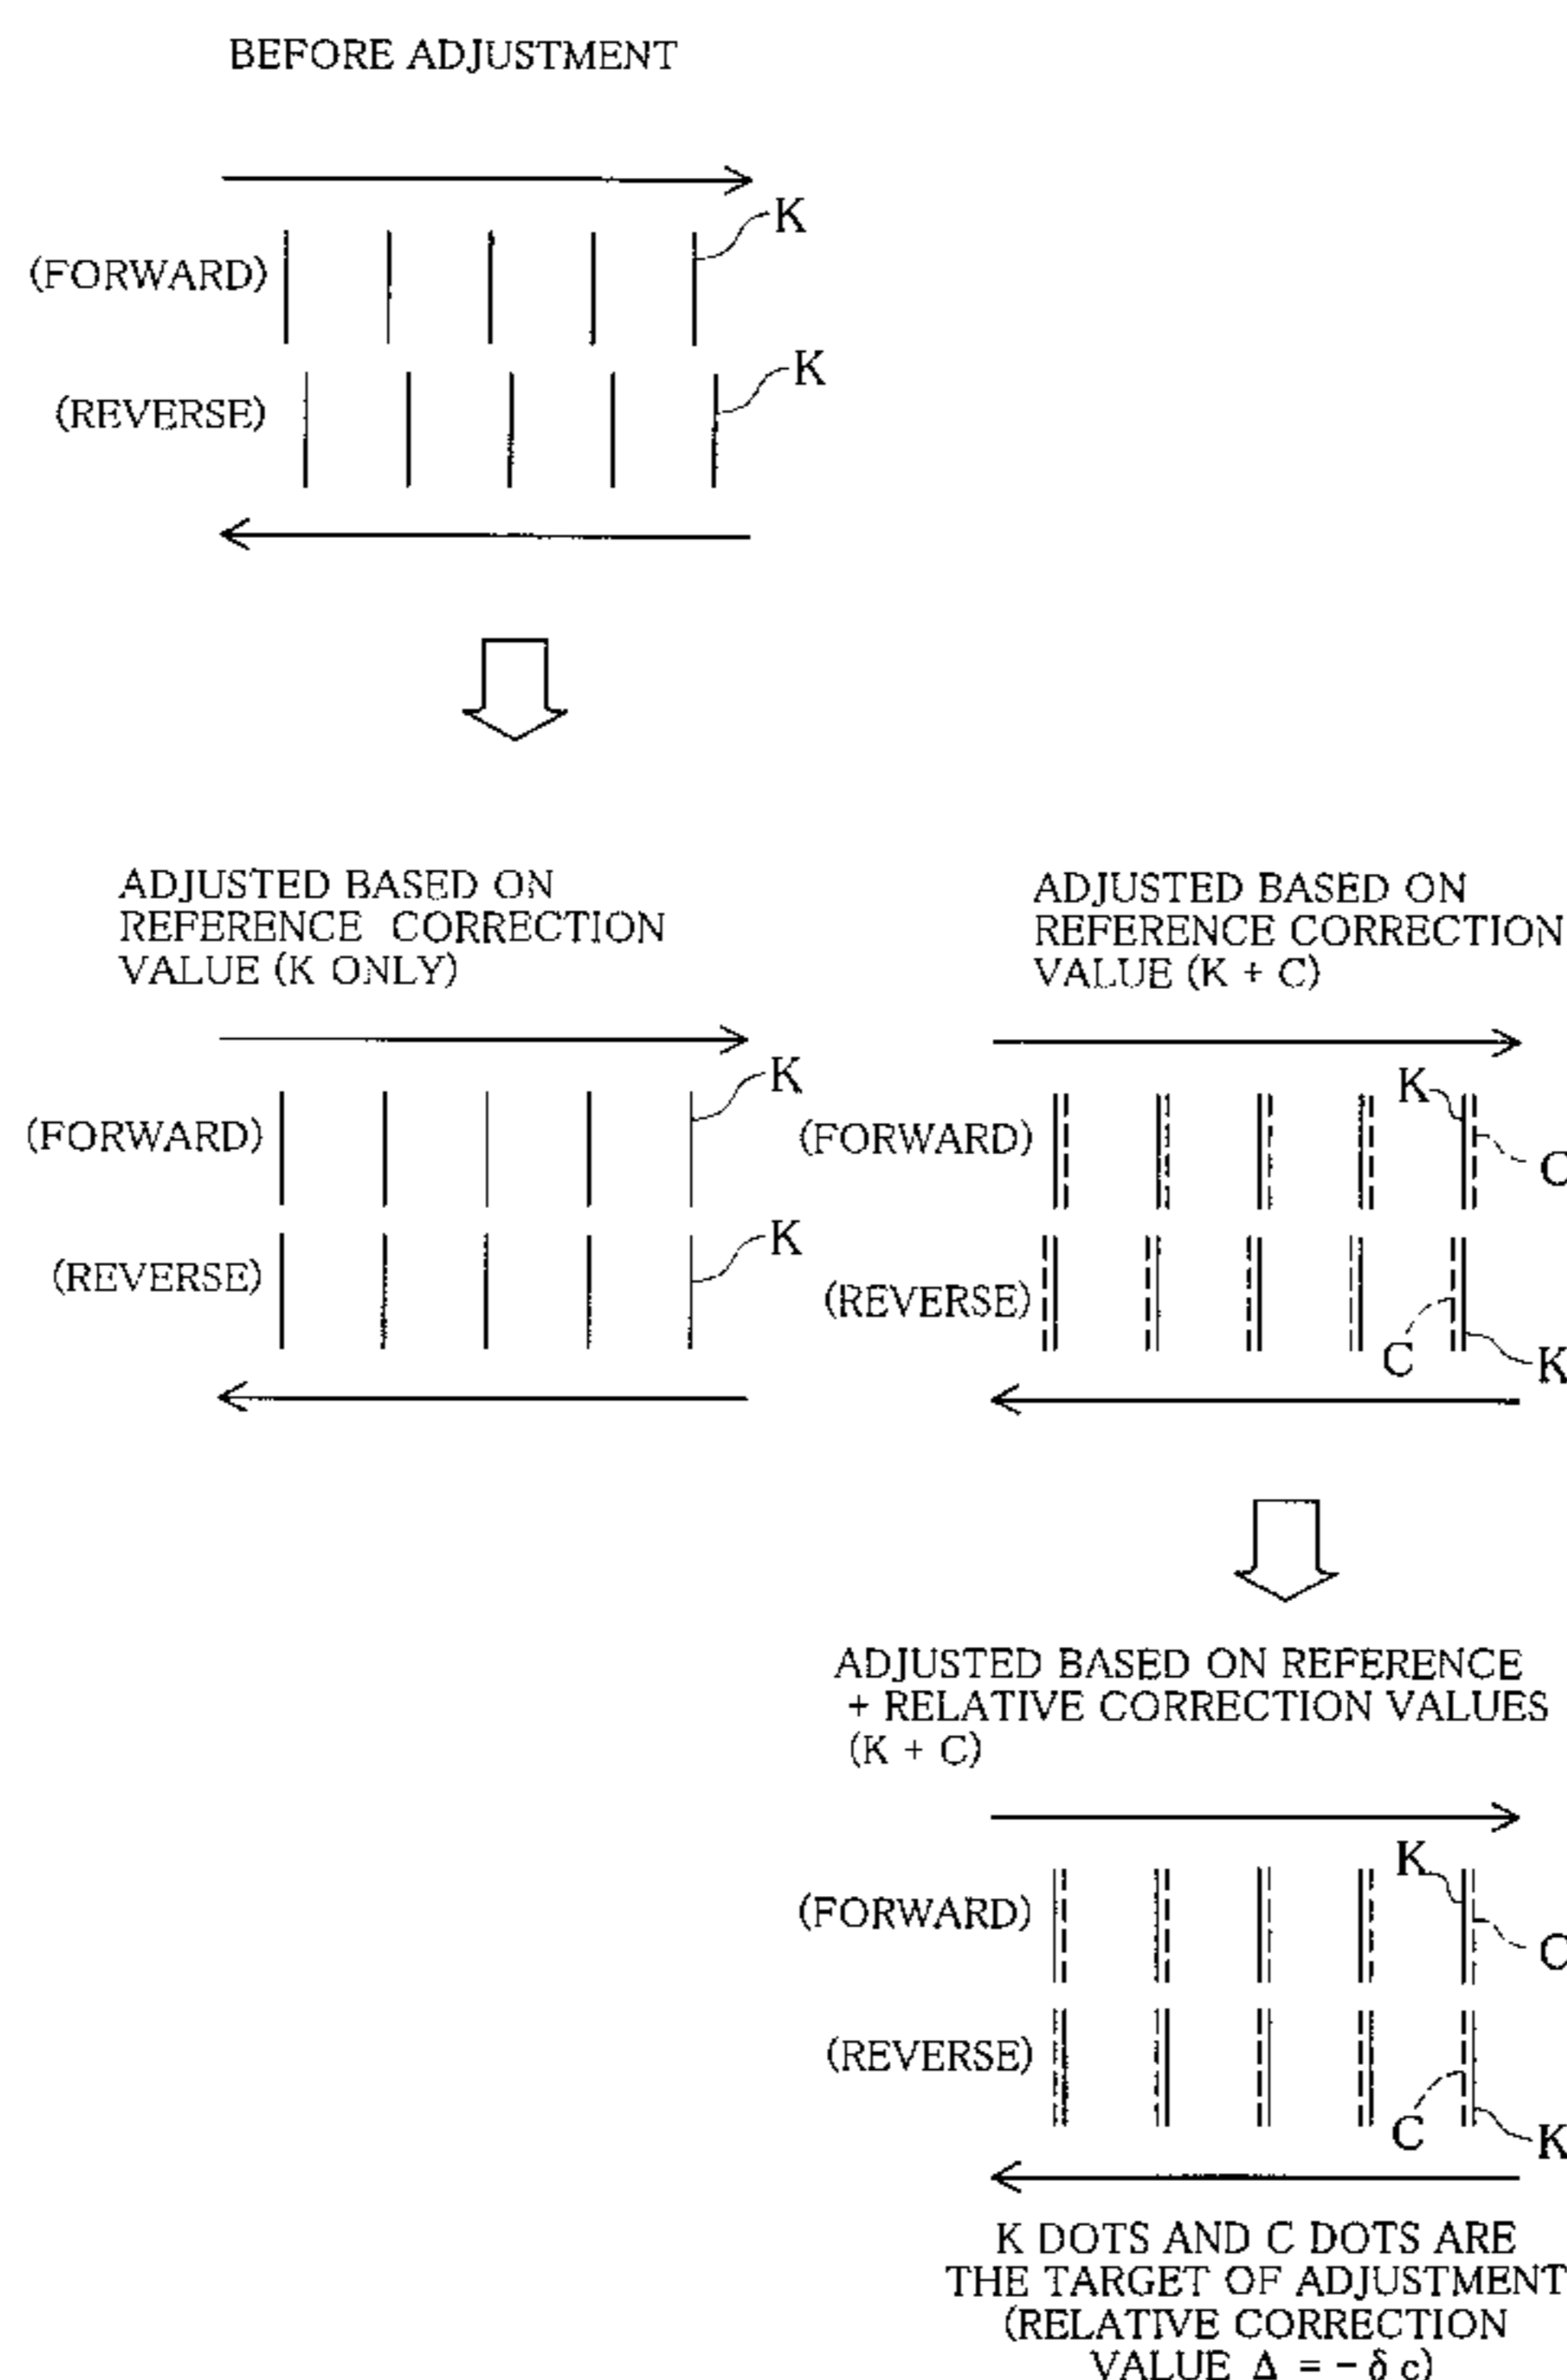 BEFORE ADJUSTMENT
K
(FORWARD)
K
(REVERSE)
ADJUSTED BASED ON
REFERENCE CORRECTION
VALUE (K ONLY)
K
(FORWARD)
K
(REVERSE)
ADJUSTED BASED ON
REFERENCE CORRECTION
VALUE (K + C)
K
(FORWARD)
C
(REVERSE)
C
K
ADJUSTED BASED ON REFERENCE
+ RELATIVE CORRECTION VALUES
(K + C)
K
(FORWARD)
C
(REVERSE)
C
K
K DOTS AND C DOTS ARE
THE TARGET OF ADJUSTMENT
(RELATIVE CORRECTION
VALUE Δ = − δ c)